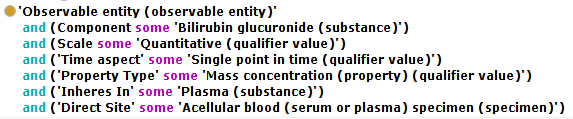 'Observable entity (observable entity)'
and (Component some 'Bilirubin glucuronide (substance)')
and (Scale some 'Quantitative (qualifier value)')
and ('Time aspect' some 'Single point in time (qualifier value)')
and ('Property Type' some 'Mass concentration (property) (qualifier value)')
and ('Inheres In' some 'Plasma (substance)')
and ('Direct Site' some 'Acellular blood (serum or plasma) specimen (specimen)')